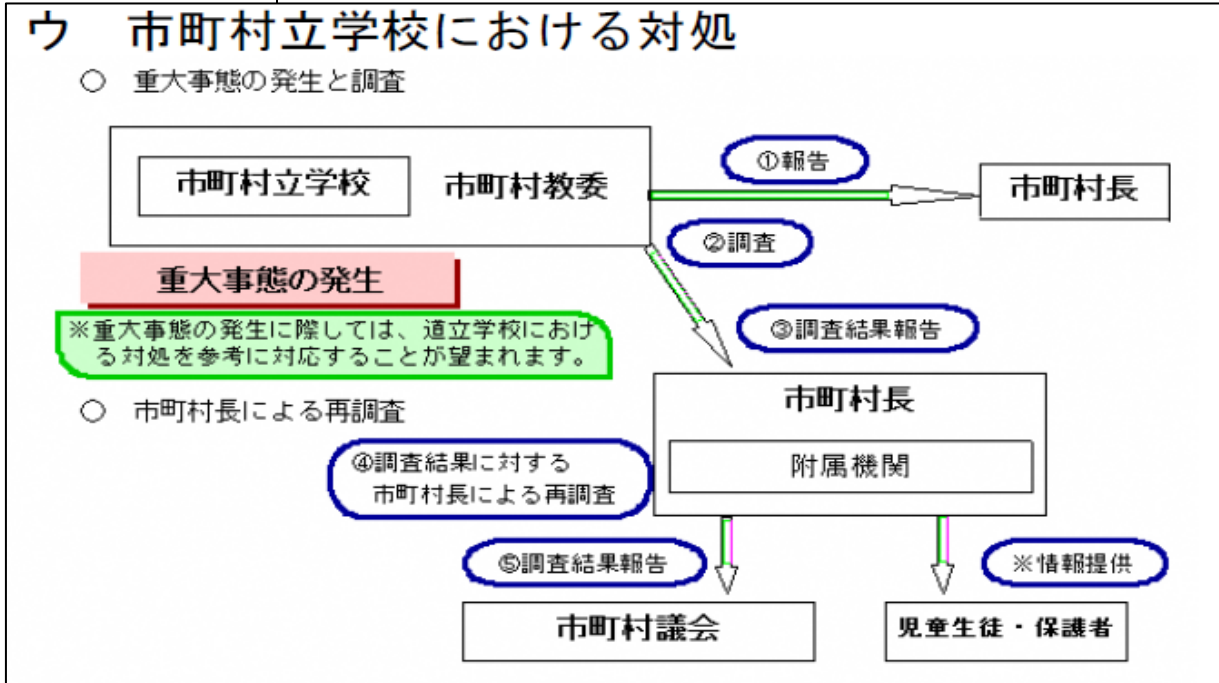 ウ　市町村立学校における対処
○　重大事態の発生と調査
市町村立学校
市町村教委
①報告
市町村長
②調査
重大事態の発生
※重大事態の発生に際しては、道立学校におけ
る対処を参考に対応することが望まれます。
③調査結果報告
○　市町村長による再調査
市町村長
附属機関
④調査結果に対する
市町村長による再調査
⑤調査結果報告
※情報提供
市町村議会
児童生徒・保護者